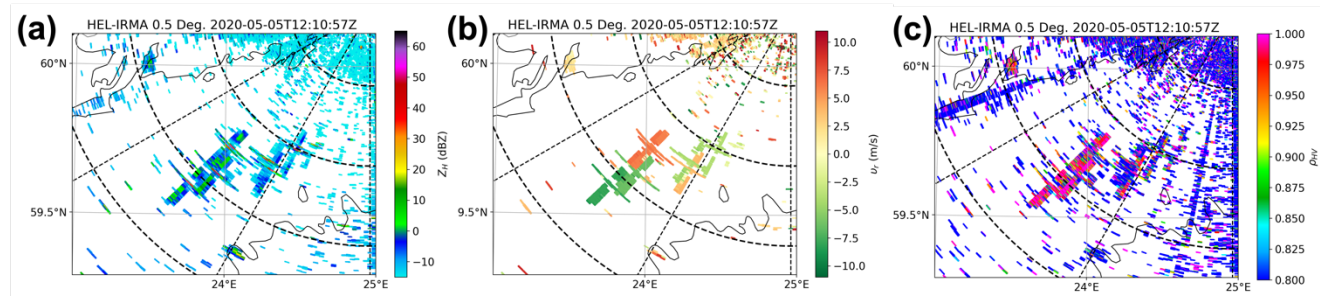 (a)
HEL-IRMA 0.5 Deg. 2020-05-05T12:10:57Z
60°N
59.5°N
24°E
25°E
60
50
40
30
20
10
0
−10
Zₕ (dBZ)
(b)
HEL-IRMA 0.5 Deg. 2020-05-05T12:10:57Z
60°N
9.5°N
24°E
25°E
10.0
7.5
5.0
2.5
0.0
−2.5
−5.0
−7.5
−10.0
υᵣ (m/s)
(c)
HEL-IRMA 0.5 Deg. 2020-05-05T12:10:57Z
60°N
59.5°N
24°E
25°E
1.000
0.975
0.950
0.925
0.900
0.875
0.850
0.825
0.800
ρHV